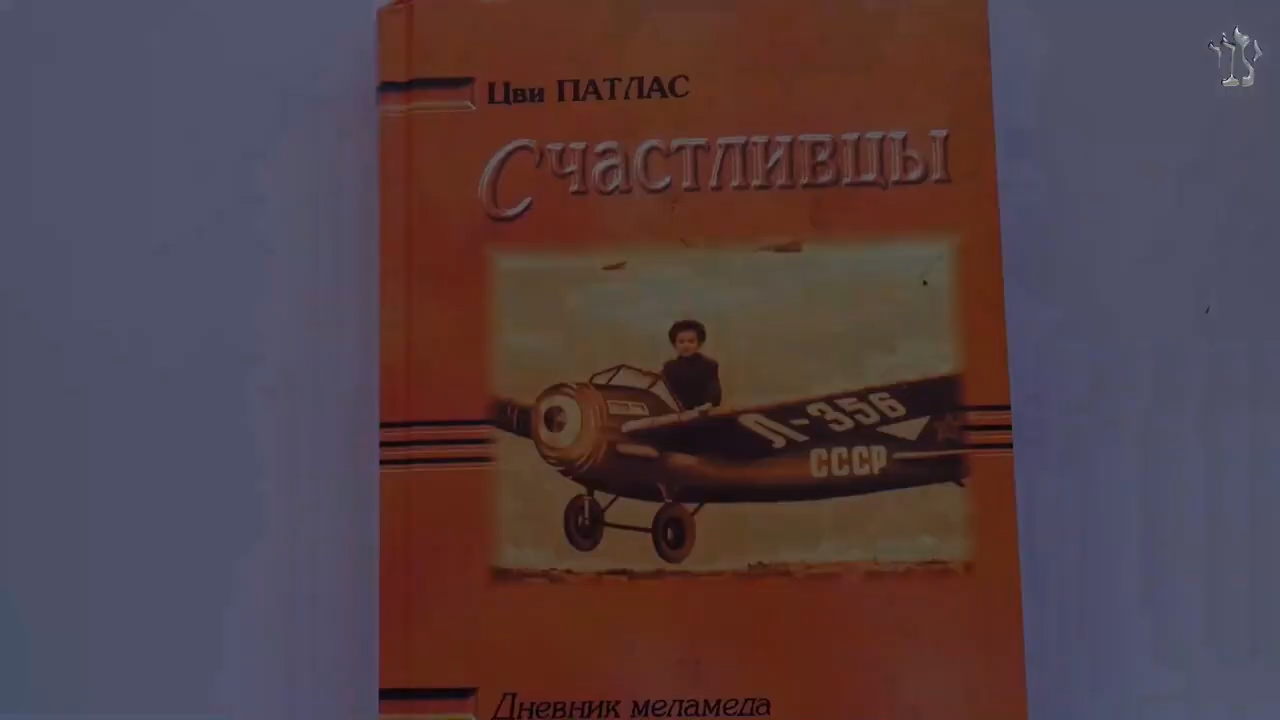 Цви ПАТЛАС
Счастливцы
Л-356
СССР
Дневник меламеда